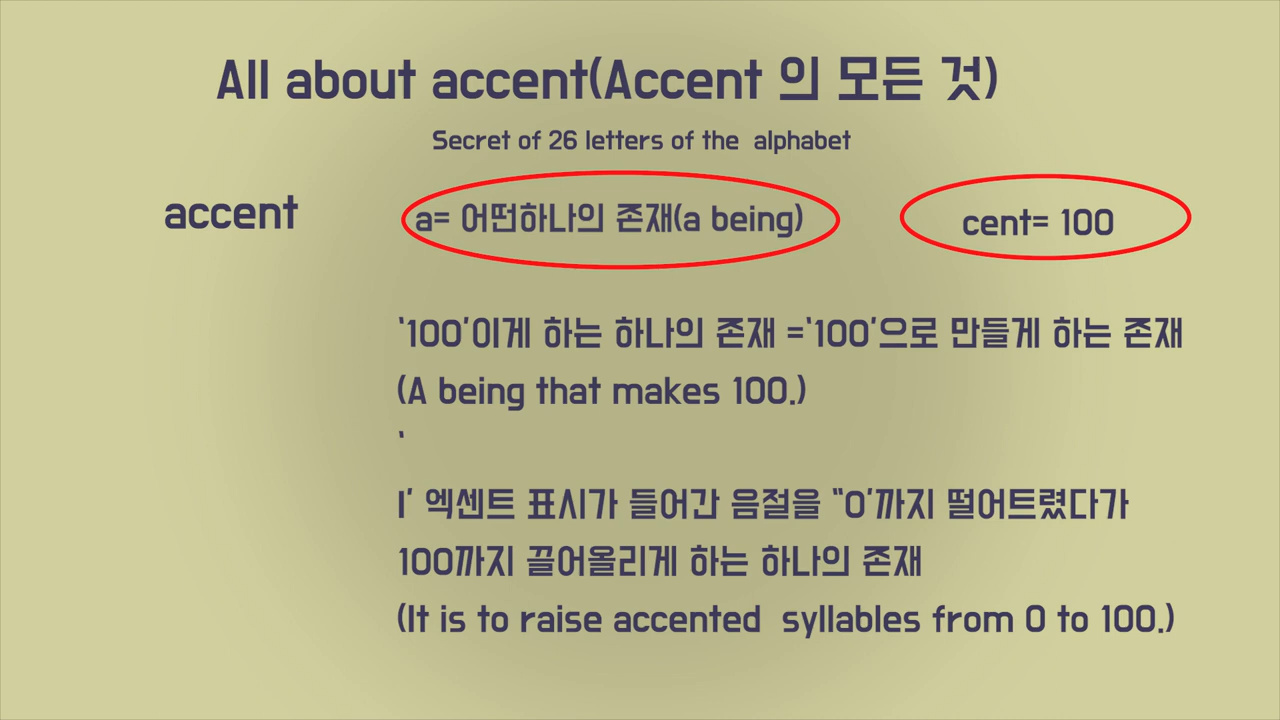 All about accent(Accent 의 모든 것)
Secret of 26 letters of the alphabet
accent a= 어떤하나의 존재(a being) cent= 100
‘100’이게 하는 하나의 존재 =‘100’으로 만들게 하는 존재
(A being that makes 100.)
‘
l’ 엑센트 표시가 들어간 음절을 “0’까지 떨어트렸다가
100까지 끌어올리게 하는 하나의 존재
(It is to raise accented syllables from 0 to 100.)